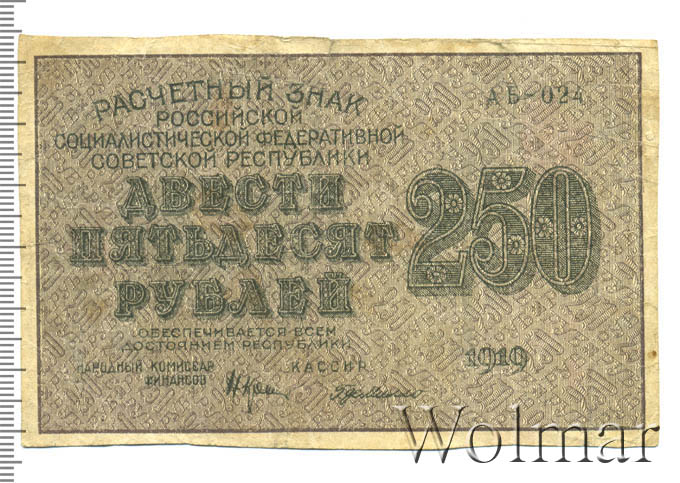 РАСЧЕТНЫЙ ЗНАК
РОССИЙСКОЙ
СОЦИАЛИСТИЧЕСКОЙ ФЕДЕРАТИВНОЙ
СОВЕТСКОЙ РЕСПУБЛИКИ
АБ-024
ДВЕСТИ
ПЯТЬДЕСЯТ
РУБЛЕЙ
250
ОБЕСПЕЧИВАЕТСЯ ВСЕМ
ДОСТОЯНИЕМ РЕСПУБЛИКИ
НАРОДНЫЙ КОМИССАР
ФИНАНСОВ
КАССИР
1919
Wolmar